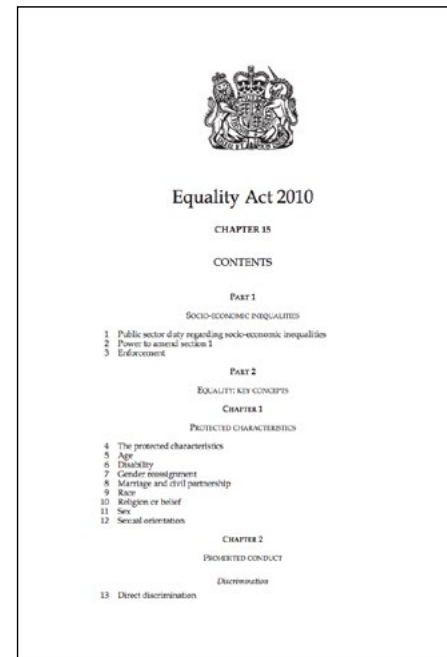 Equality Act 2010
CHAPTER 15
CONTENTS
PART 1
SOCIO-ECONOMIC INEQUALITIES
1 Public sector duty regarding socio-economic inequalities
2 Power to amend section 1
3 Enforcement
PART 2
EQUALITY: KEY CONCEPTS
CHAPTER 1
PROTECTED CHARACTERISTICS
4 The protected characteristics
5 Age
6 Disability
7 Gender reassignment
8 Marriage and civil partnership
9 Race
10 Religion or belief
11 Sex
12 Sexual orientation
CHAPTER 2
PROHIBITED CONDUCT
Discrimination
13 Direct discrimination